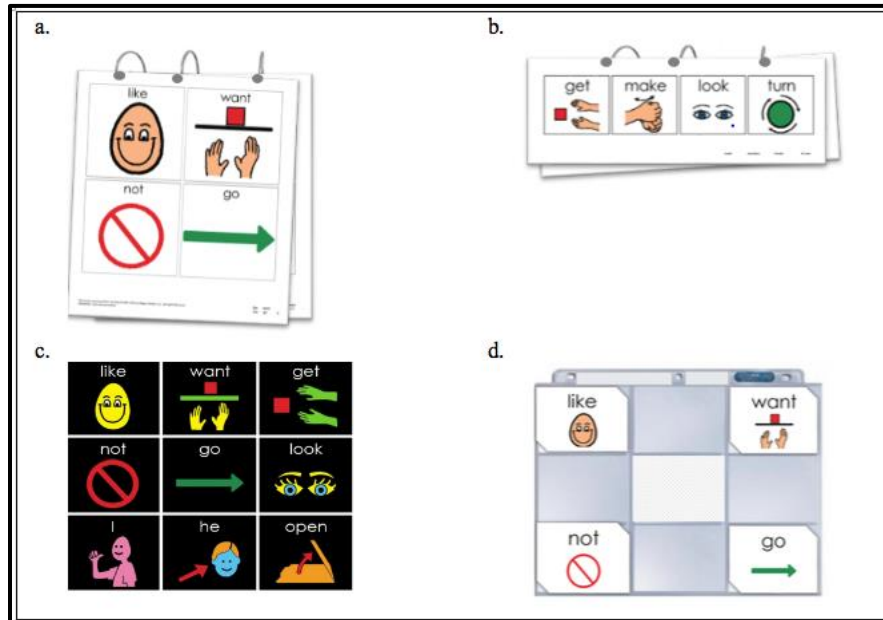 a.
like want
not go
b.
get make look turn
c.
like want get
not go look
I he open
d.
like want
not go